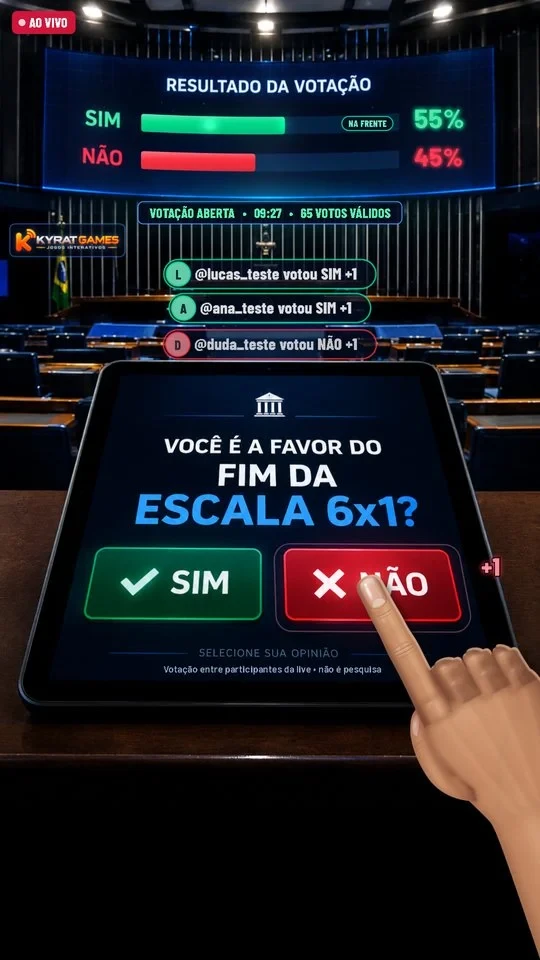 AO VIVO
RESULTADO DA VOTAÇÃO
SIM NA FRENTE 55%
NÃO 45%
VOTAÇÃO ABERTA • 09:27 • 65 VOTOS VÁLIDOS
KYRATGAMES
JOGOS INTERATIVOS
L @lucas_teste votou SIM +1
A @ana_teste votou SIM +1
D @duda_teste votou NÃO +1
VOCÊ É A FAVOR DO
FIM DA
ESCALA 6x1?
SIM NÃO +1
SELECIONE SUA OPINIÃO
Votação entre participantes da live • não é pesquisa